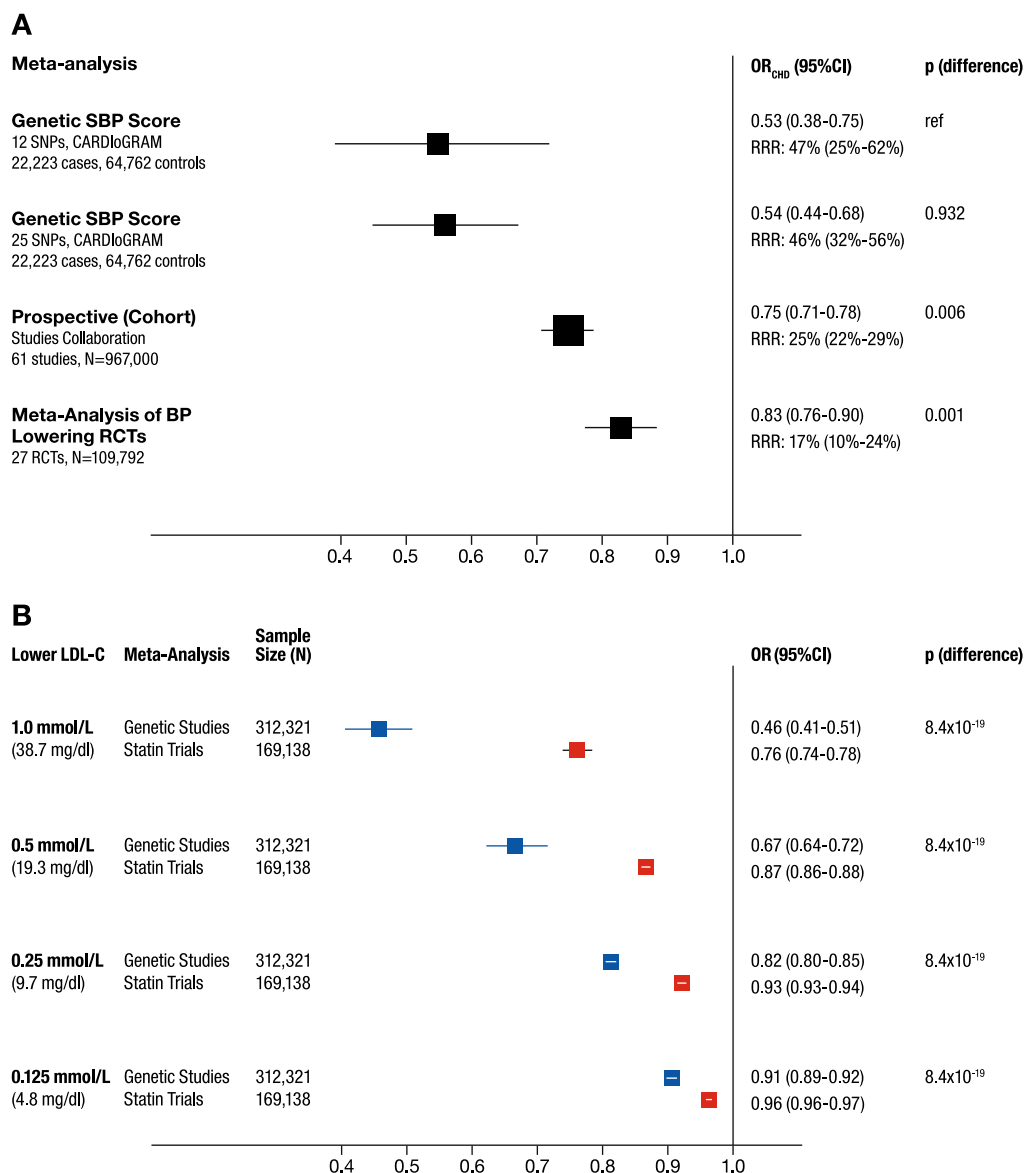 A
Meta-analysis OR_CHD (95%CI) p (difference)
Genetic SBP Score 0.53 (0.38-0.75) ref
12 SNPs, CARDIoGRAM
RRR: 47% (25%-62%)
22,223 cases, 64,762 controls
Genetic SBP Score 0.54 (0.44-0.68) 0.932
25 SNPs, CARDIoGRAM
RRR: 46% (32%-56%)
22,223 cases, 64,762 controls
Prospective (Cohort) 0.75 (0.71-0.78) 0.006
Studies Collaboration
RRR: 25% (22%-29%)
61 studies, N=967,000
Meta-Analysis of BP 0.83 (0.76-0.90) 0.001
Lowering RCTs
RRR: 17% (10%-24%)
27 RCTs, N=109,792
0.4 0.5 0.6 0.7 0.8 0.9 1.0
B
Sample
Lower LDL-C Meta-Analysis Size (N) OR (95%CI) p (difference)
1.0 mmol/L Genetic Studies 312,321 0.46 (0.41-0.51) 8.4x10⁻¹⁹
(38.7 mg/dl) Statin Trials 169,138 0.76 (0.74-0.78)
0.5 mmol/L Genetic Studies 312,321 0.67 (0.64-0.72) 8.4x10⁻¹⁹
(19.3 mg/dl) Statin Trials 169,138 0.87 (0.86-0.88)
0.25 mmol/L Genetic Studies 312,321 0.82 (0.80-0.85) 8.4x10⁻¹⁹
(9.7 mg/dl) Statin Trials 169,138 0.93 (0.93-0.94)
0.125 mmol/L Genetic Studies 312,321 0.91 (0.89-0.92) 8.4x10⁻¹⁹
(4.8 mg/dl) Statin Trials 169,138 0.96 (0.96-0.97)
0.4 0.5 0.6 0.7 0.8 0.9 1.0